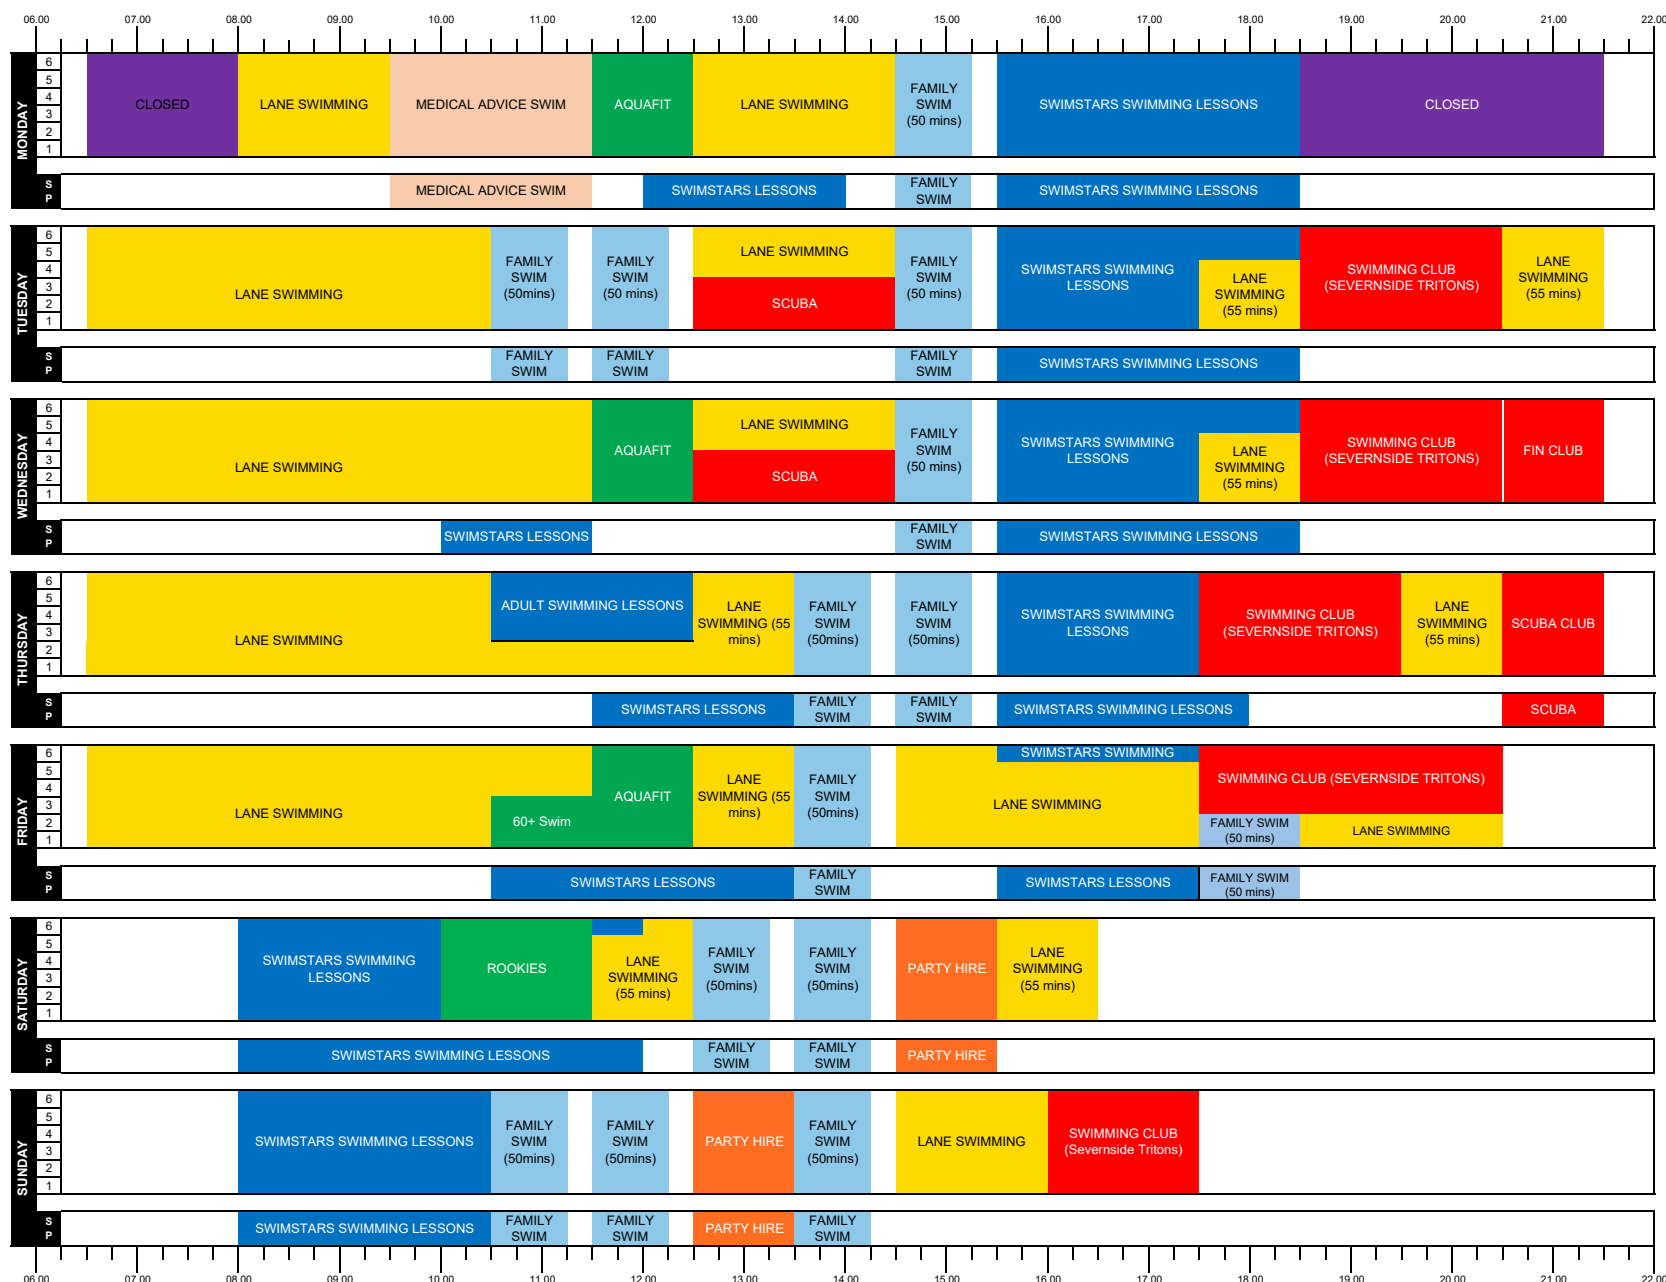 06.00 07.00 08.00 09.00 10.00 11.00 12.00 13.00 14.00 15.00 16.00 17.00 18.00 19.00 20.00 21.00 22.00
MONDAY
6
5
4
3
2
1
CLOSED
LANE SWIMMING
MEDICAL ADVICE SWIM
AQUAFIT
LANE SWIMMING
FAMILY
SWIM
(50 mins)
SWIMSTARS SWIMMING LESSONS
CLOSED
S
P
MEDICAL ADVICE SWIM
SWIMSTARS LESSONS
FAMILY
SWIM
SWIMSTARS SWIMMING LESSONS
TUESDAY
6
5
4
3
2
1
LANE SWIMMING
FAMILY
SWIM
(50mins)
FAMILY
SWIM
(50 mins)
LANE SWIMMING
SCUBA
FAMILY
SWIM
(50 mins)
SWIMSTARS SWIMMING
LESSONS
LANE
SWIMMING
(55 mins)
SWIMMING CLUB
(SEVERNSIDE TRITONS)
LANE
SWIMMING
(55 mins)
S
P
FAMILY
SWIM
FAMILY
SWIM
FAMILY
SWIM
SWIMSTARS SWIMMING LESSONS
WEDNESDAY
6
5
4
3
2
1
LANE SWIMMING
AQUAFIT
LANE SWIMMING
SCUBA
FAMILY
SWIM
(50 mins)
SWIMSTARS SWIMMING
LESSONS
LANE
SWIMMING
(55 mins)
SWIMMING CLUB
(SEVERNSIDE TRITONS)
FIN CLUB
S
P
SWIMSTARS LESSONS
FAMILY
SWIM
SWIMSTARS SWIMMING LESSONS
THURSDAY
6
5
4
3
2
1
LANE SWIMMING
ADULT SWIMMING LESSONS
LANE
SWIMMING (55
mins)
FAMILY
SWIM
(50mins)
FAMILY
SWIM
(50mins)
SWIMSTARS SWIMMING
LESSONS
SWIMMING CLUB
(SEVERNSIDE TRITONS)
LANE
SWIMMING
(55 mins)
SCUBA CLUB
S
P
SWIMSTARS LESSONS
FAMILY
SWIM
FAMILY
SWIM
SWIMSTARS SWIMMING LESSONS
SCUBA
FRIDAY
6
5
4
3
2
1
LANE SWIMMING
60+ Swim
AQUAFIT
LANE
SWIMMING (55
mins)
FAMILY
SWIM
(50mins)
SWIMSTARS SWIMMING
LANE SWIMMING
SWIMMING CLUB (SEVERNSIDE TRITONS)
FAMILY SWIM
(50 mins)
LANE SWIMMING
S
P
SWIMSTARS LESSONS
FAMILY
SWIM
SWIMSTARS LESSONS
FAMILY SWIM
(50 mins)
SATURDAY
6
5
4
3
2
1
SWIMSTARS SWIMMING
LESSONS
ROOKIES
LANE
SWIMMING
(55 mins)
FAMILY
SWIM
(50mins)
FAMILY
SWIM
(50mins)
PARTY HIRE
LANE
SWIMMING
(55 mins)
S
P
SWIMSTARS SWIMMING LESSONS
FAMILY
SWIM
FAMILY
SWIM
PARTY HIRE
SUNDAY
6
5
4
3
2
1
SWIMSTARS SWIMMING LESSONS
FAMILY
SWIM
(50mins)
FAMILY
SWIM
(50mins)
PARTY HIRE
FAMILY
SWIM
(50mins)
LANE SWIMMING
SWIMMING CLUB
(Severnside Tritons)
S
P
SWIMSTARS SWIMMING LESSONS
FAMILY
SWIM
FAMILY
SWIM
PARTY HIRE
FAMILY
SWIM
06.00 07.00 08.00 09.00 10.00 11.00 12.00 13.00 14.00 15.00 16.00 17.00 18.00 19.00 20.00 21.00 22.00